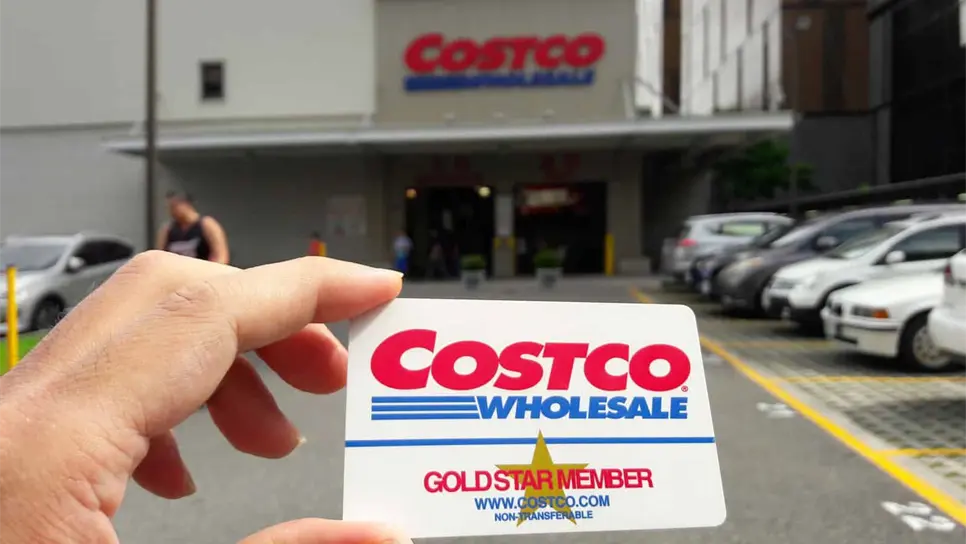 COSTCO
WHOLESALE
COSTCO®
WHOLESALE
GOLD STAR MEMBER
WWW.COSTCO.COM
NON-TRANSFERABLE